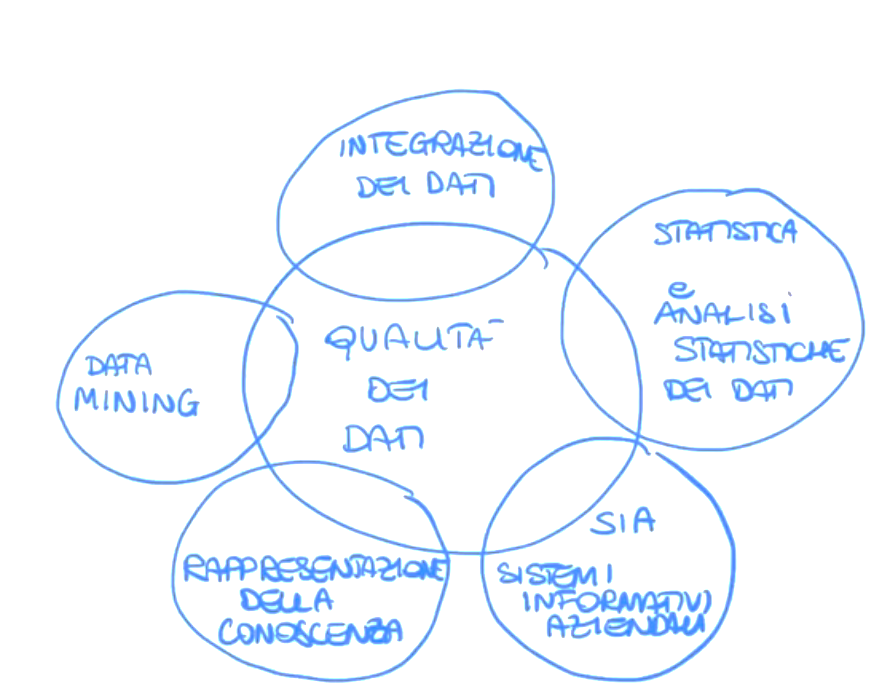 INTEGRAZIONE
DEI DATI
STATISTICA
e
ANALISI
STATISTICHE
DEI DATI
QUALITÀ
DEI
DATI
DATA
MINING
SIA
SISTEMI
INFORMATIVI
AZIENDALI
RAPPRESENTAZIONE
DELLA
CONOSCENZA